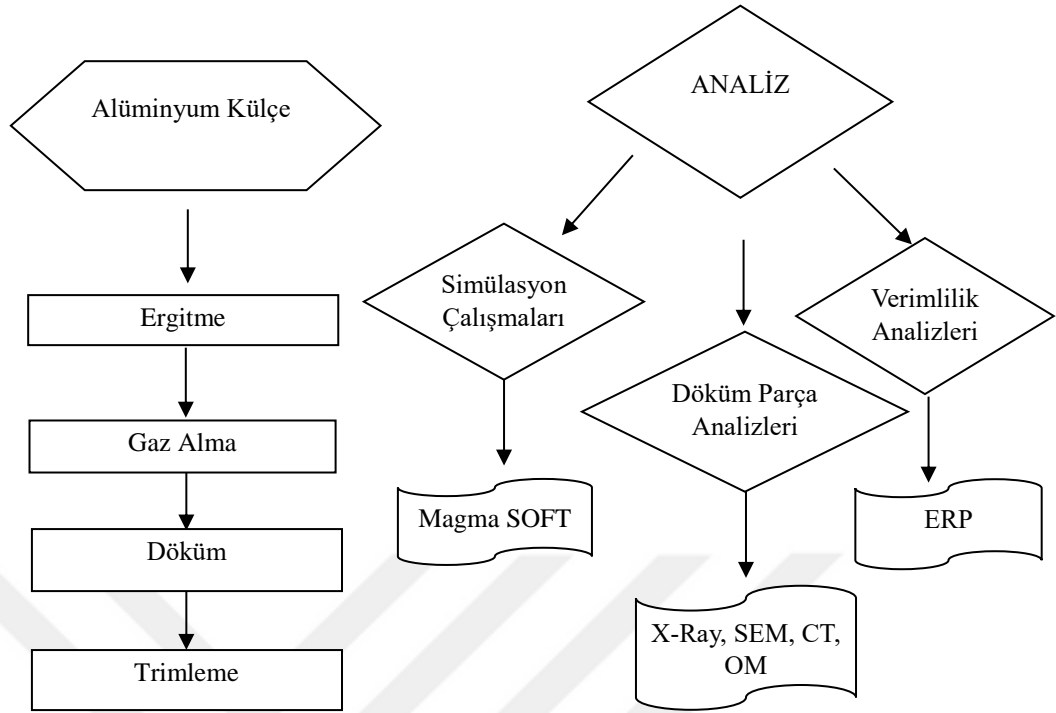 Alüminyum Külçe
Ergitme
Gaz Alma
Döküm
Trimleme
ANALİZ
Simülasyon
Çalışmaları
Döküm Parça
Analizleri
Verimlilik
Analizleri
Magma SOFT
X-Ray, SEM, CT,
OM
ERP